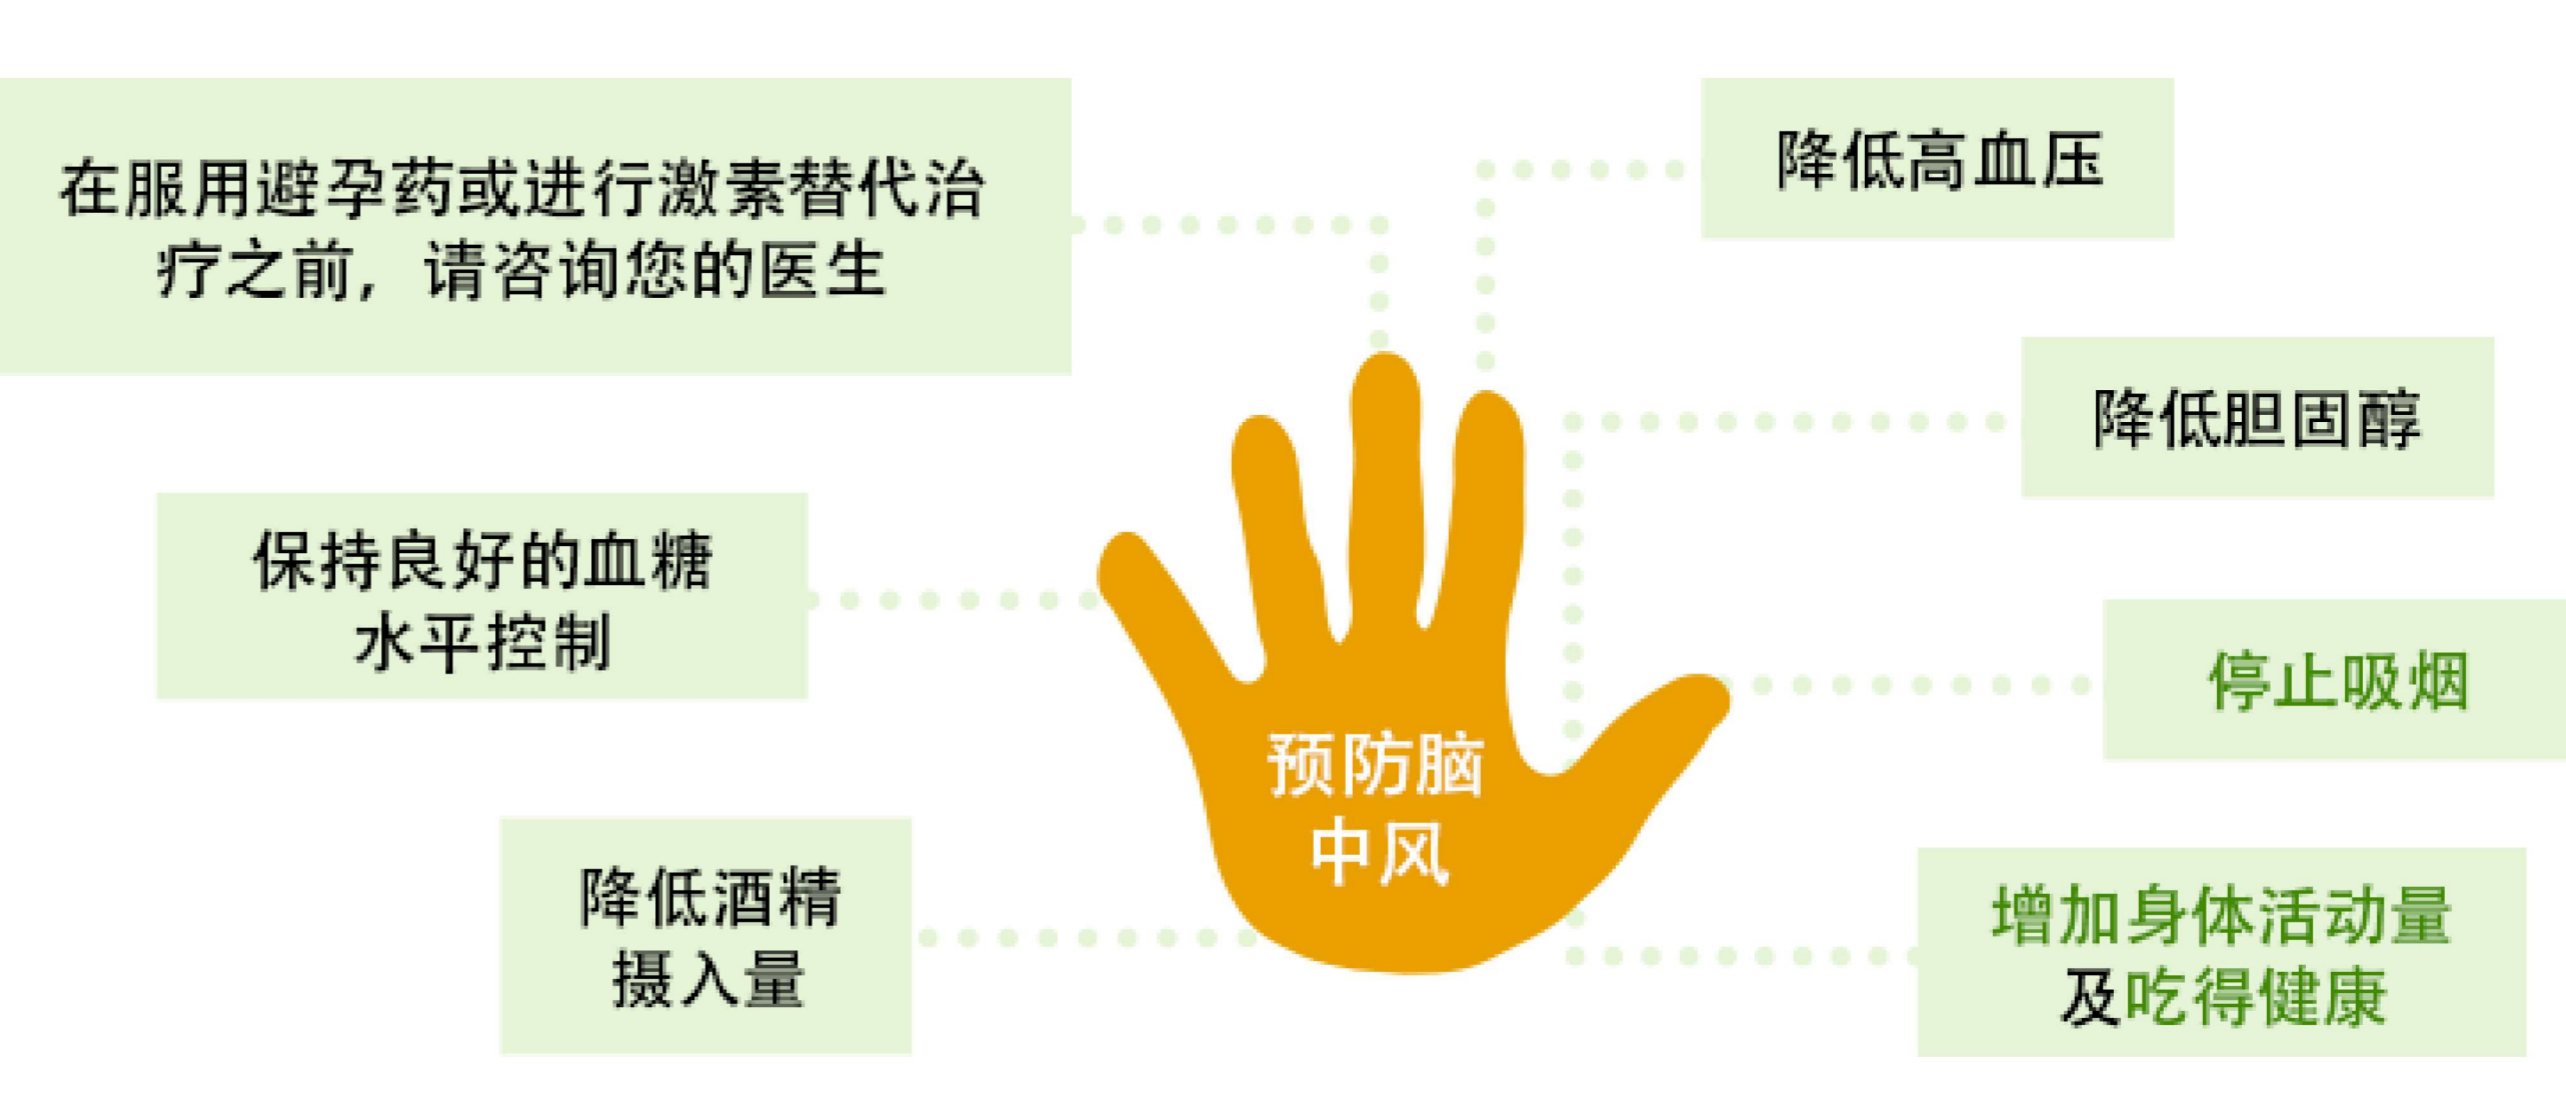 在服用避孕药或进行激素替代治
疗之前，请咨询您的医生
降低高血压
降低胆固醇
保持良好的血糖
水平控制
停止吸烟
预防脑
中风
降低酒精
摄入量
增加身体活动量
及吃得健康